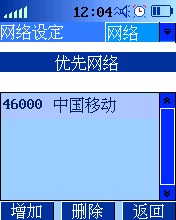 12:04
网络设定 网络
优先网络
46000 中国移动
增加 删除 返回